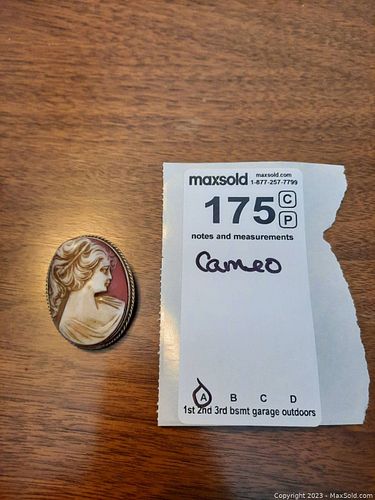 maxsold maxsold.com
1-877-257-7799
175 C
P
notes and measurements
Cameo
A B C D
1st 2nd 3rd bsmt garage outdoors
Copyright 2023 - MaxSold.com